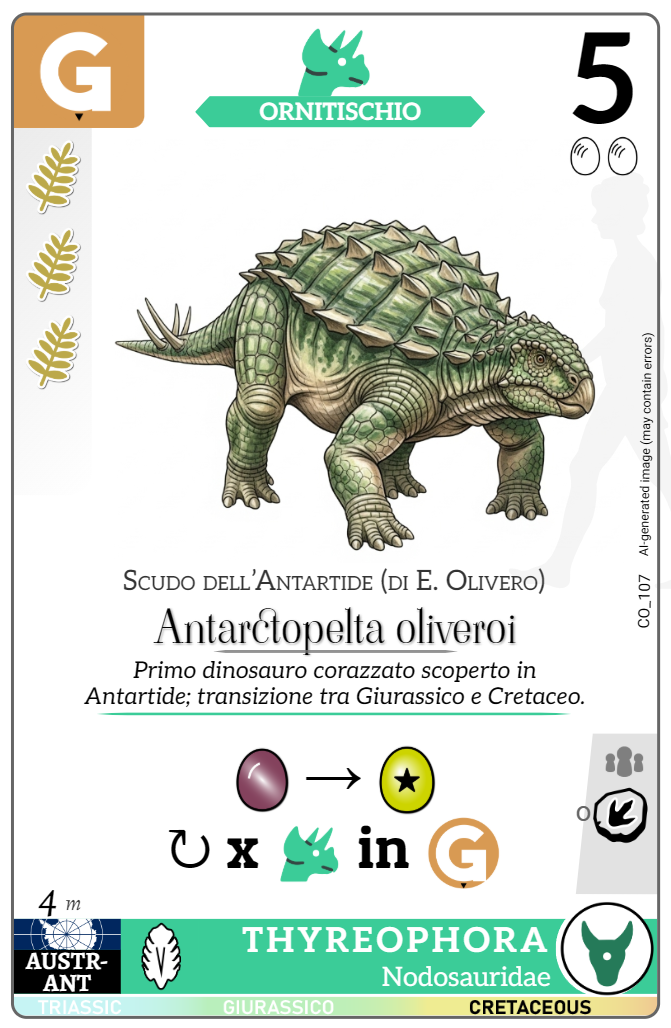 G
ORNITISCHIO
5
AI-generated image (may contain errors)
CO_107
Scudo dell'Antartide (di E. Olivero)
Antarctopelta oliveroi
Primo dinosauro corazzato scoperto in
Antartide; transizione tra Giurassico e Cretaceo.
x in G
O
4 m
AUSTR-
ANT
THYREOPHORA
Nodosauridae
TRIASSIC GIURASSICO CRETACEOUS